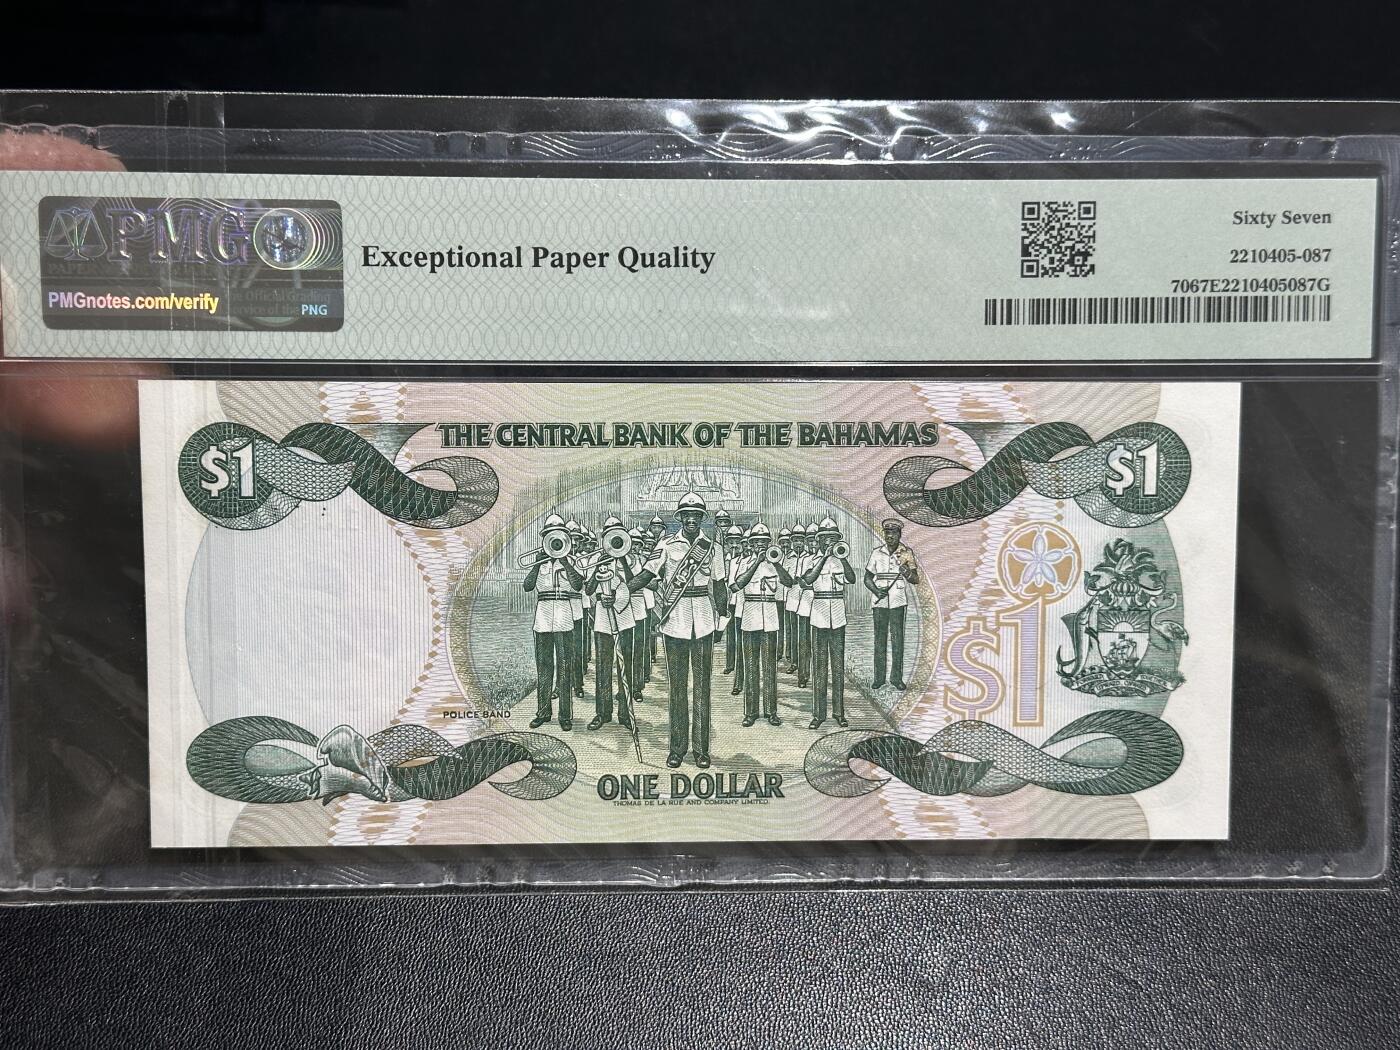 PMG
PMGnotes.com/verify
PNG
Exceptional Paper Quality
Sixty Seven
2210405-087
7067E2210405087G
THE CENTRAL BANK OF THE BAHAMAS
$1
$1
$1
POLICE BAND
ONE DOLLAR
THOMAS DE LA RUE AND COMPANY LIMITED.